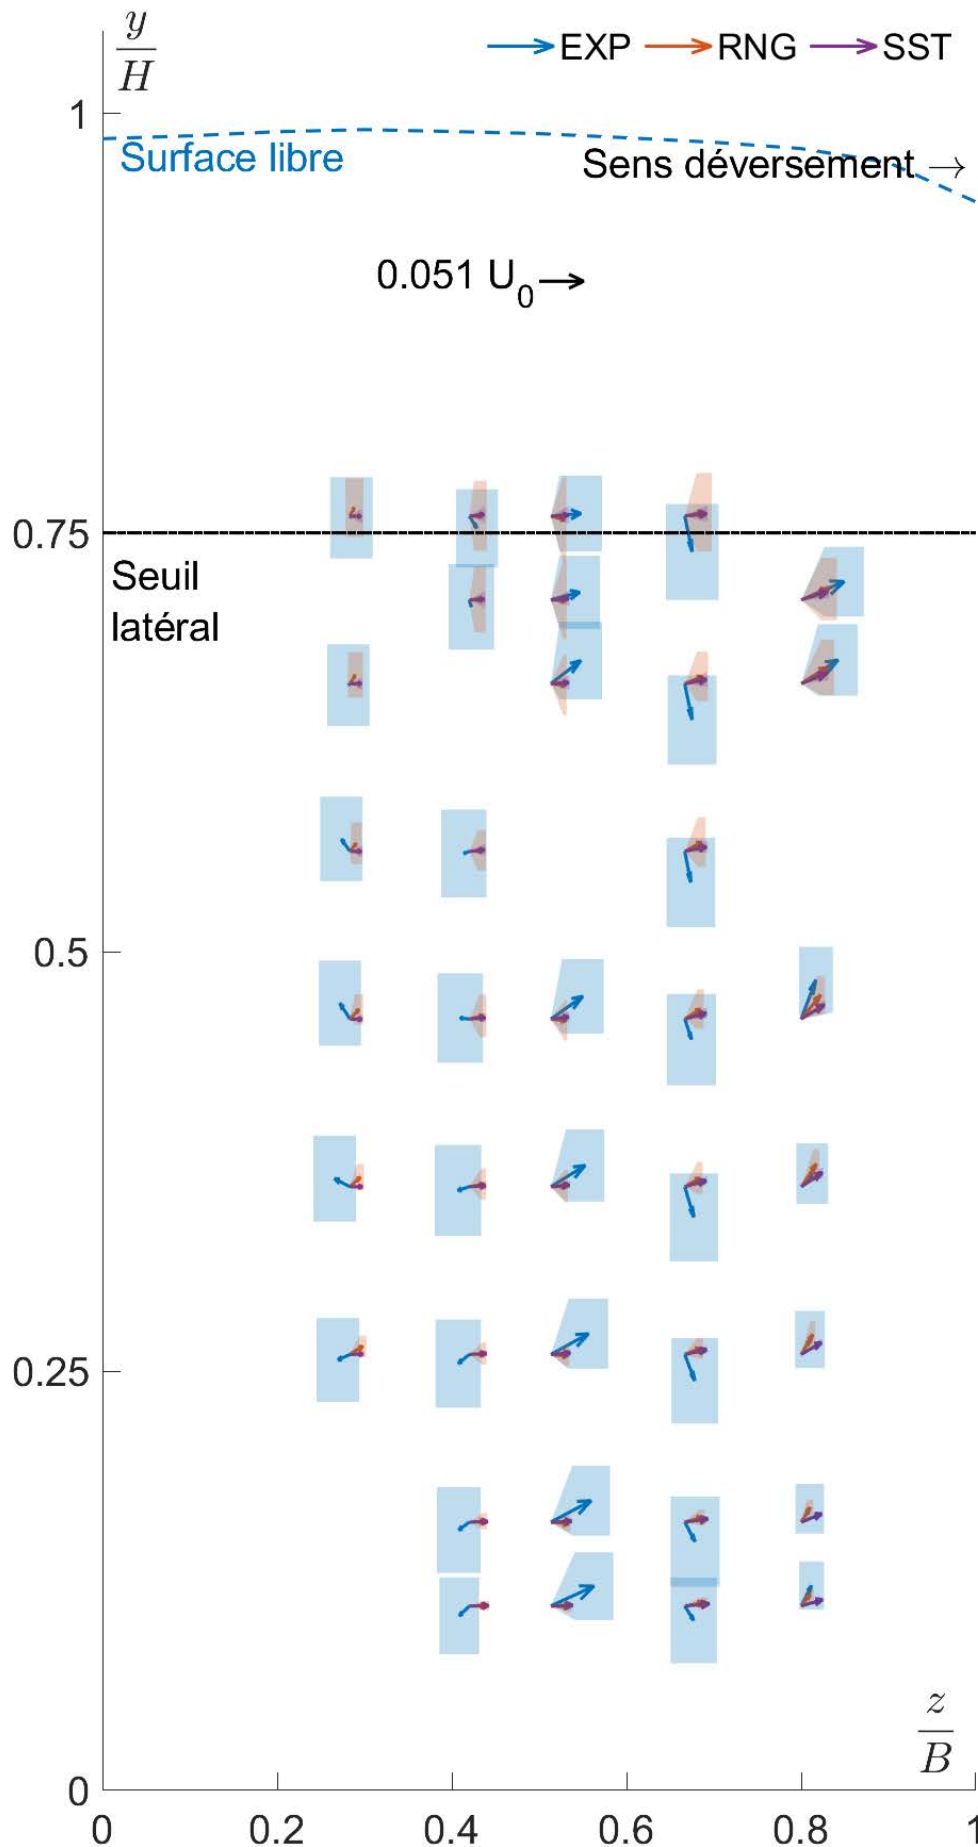 y
H
EXP RNG SST
1
Surface libre
Sens déversement →
0.051 U0
0.75
Seuil
latéral
0.5
0.25
z
B
0
0 0.2 0.4 0.6 0.8 1